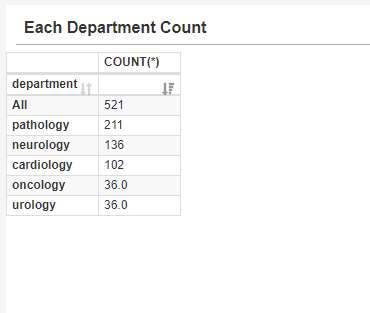 Each Department Count
COUNT(*)
department
All 521
pathology 211
neurology 136
cardiology 102
oncology 36.0
urology 36.0